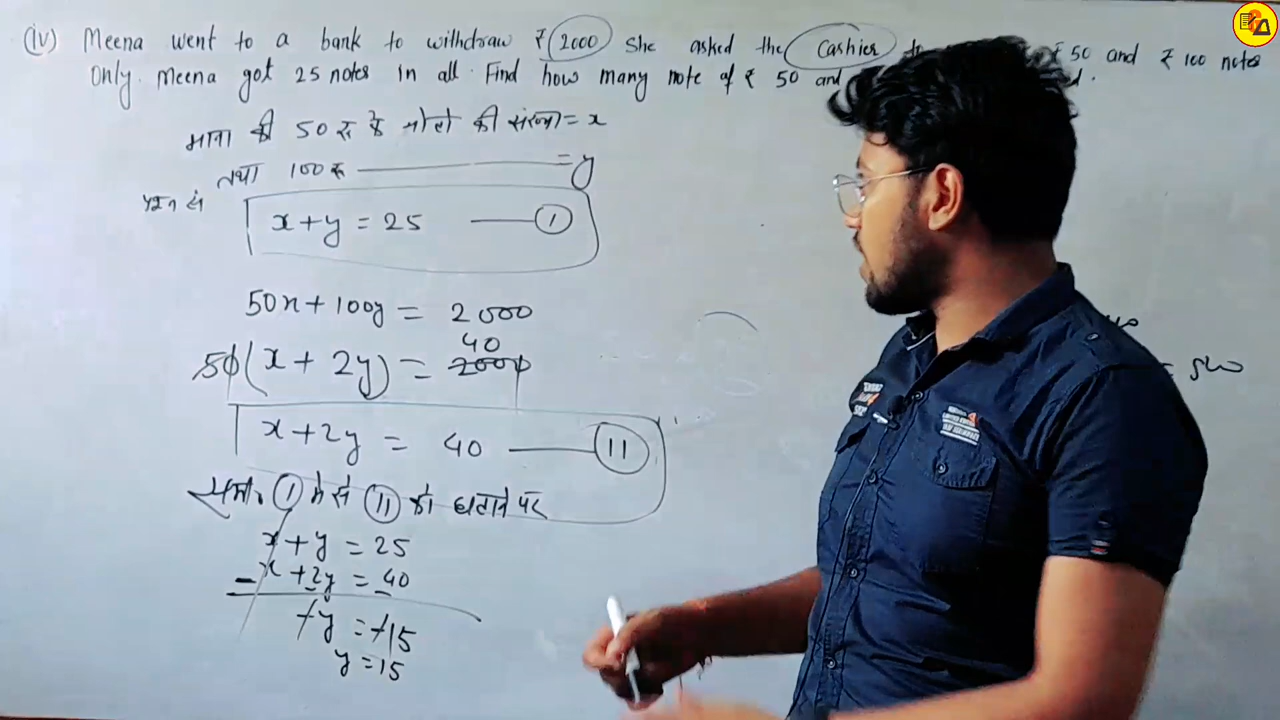 (iv) Meena went to a bank to withdraw ₹ 2000 She asked the Cashier to ₹ 50 and ₹ 100 notes
Only. Meena got 25 notes in all. Find how many note of ₹ 50 and
माना की 50 रु के नोटो की संख्या = x
तथा 100 रु = y
प्रश्न से
x + y = 25 ① 
50x + 100y = 2000
40
50(x + 2y) = 2000
x + 2y = 40 ⑪
समी. ① में से ⑪ को घटाने पर
x + y = 25
- x + 2y = 40
- -
-y = -15
y = 15